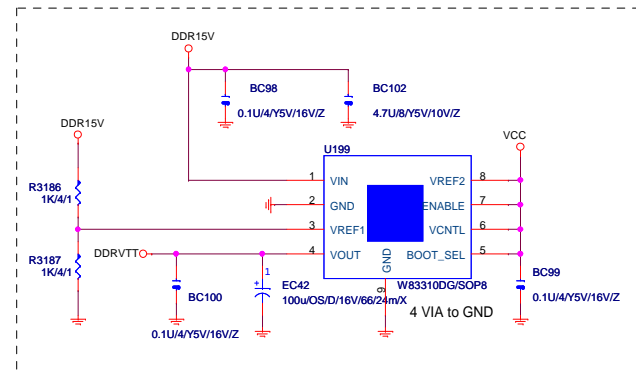 DDR15V
BC98
0.1U/4/Y5V/16V/Z
BC102
4.7U/8/Y5V/10V/Z
DDR15V
VCC
R3186
1K/4/1
R3187
1K/4/1
U199
1 VIN
2 GND
3 VREF1
4 VOUT
VREF2 8
ENABLE 7
VCNTL 6
BOOT_SEL 5
GND
9
W83310DG/SOP8
4 VIA to GND
DDRVTT
BC100
0.1U/4/Y5V/16V/Z
1
+
EC42
100u/OS/D/16V/66/24m/X
BC99
0.1U/4/Y5V/16V/Z